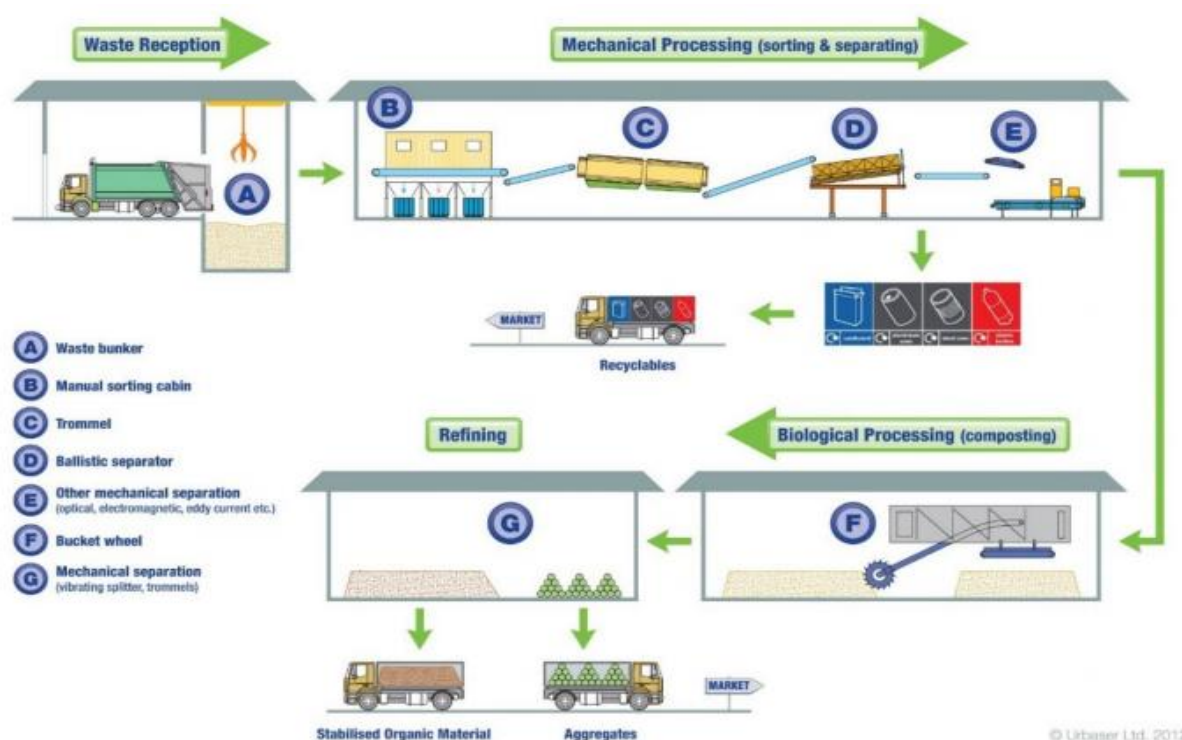 Waste Reception
Mechanical Processing (sorting & separating)
A
B
C
D
E
MARKET
Recyclables
A Waste bunker
B Manual sorting cabin
C Trommel
D Ballistic separator
E Other mechanical separation
(optical, electromagnetic, eddy current etc.)
F Bucket wheel
G Mechanical separation
(vibrating splitter, trommels)
Refining
Biological Processing (composting)
G
F
MARKET
Stabilised Organic Material
Aggregates
© Urbaser Ltd. 2012